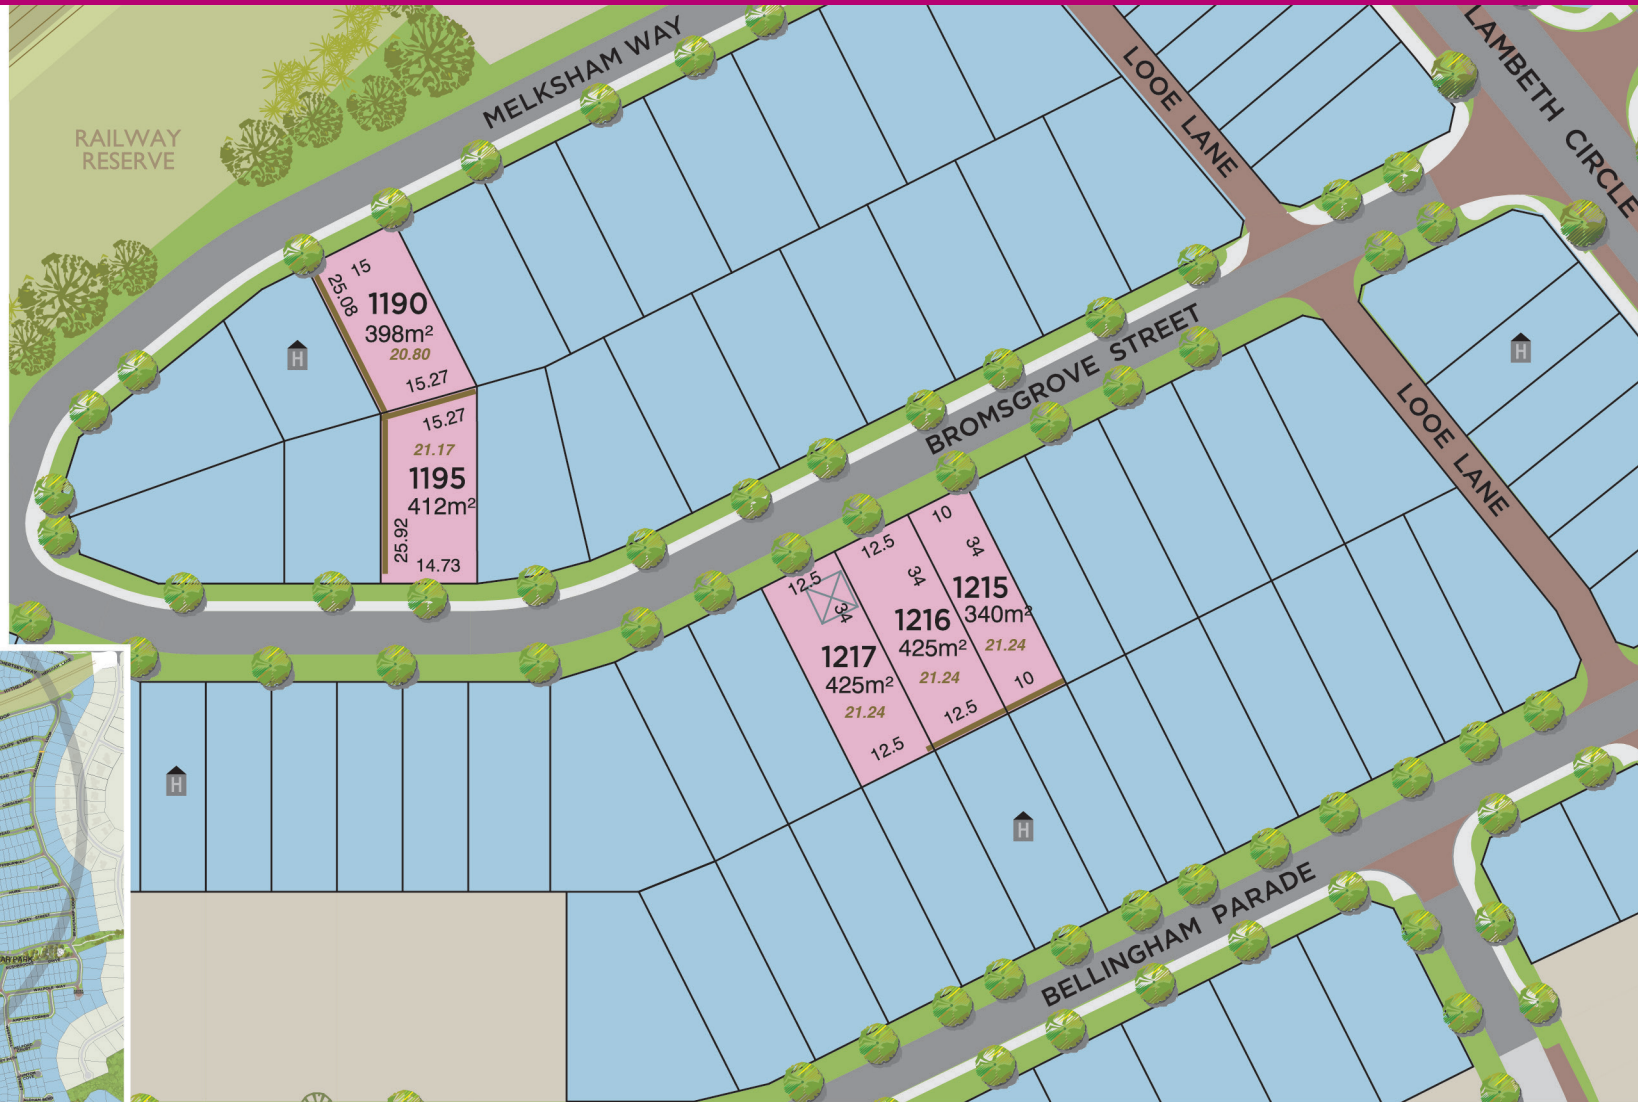 MELKSHAM WAY
LOOE LANE
LAMBETH CIRCLE
RAILWAY
RESERVE
15
25.08
1190
398m²
20.80
15.27
H
H
15.27
21.17
1195
412m²
25.92
14.73
BROMSGROVE STREET
LOOE LANE
10
34
1215
340m²
21.24
10
12.5
34
1216
425m²
21.24
12.5
12.5
34
1217
425m²
21.24
12.5
H
H
BELLINGHAM PARADE